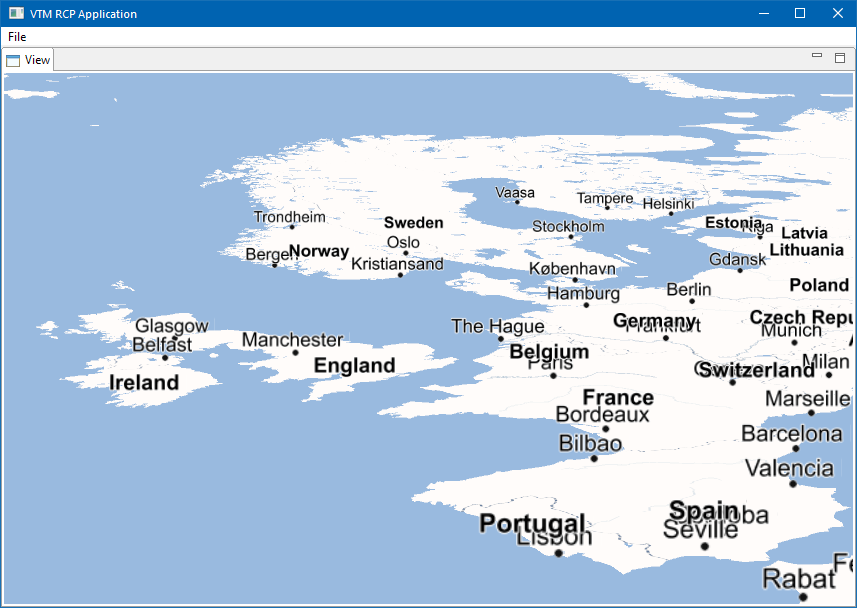 VTM RCP Application
File
View
Vaasa
Tampere
Helsinki
Trondheim
Sweden
Stockholm
Estonia
Riga
Latvia
Oslo
Bergen
Norway
Lithuania
Kristiansand
København
Gdansk
Hamburg
Berlin
Poland
Glasgow
The Hague
Germany
Frankfurt
Czech Repu
Munich
Belfast
Manchester
England
Belgium
Paris
Switzerland
Milan
Ireland
France
Marseille
Bordeaux
Bilbao
Barcelona
Valencia
Portugal
Lisbon
Spain
Seville
Rabat
Fe